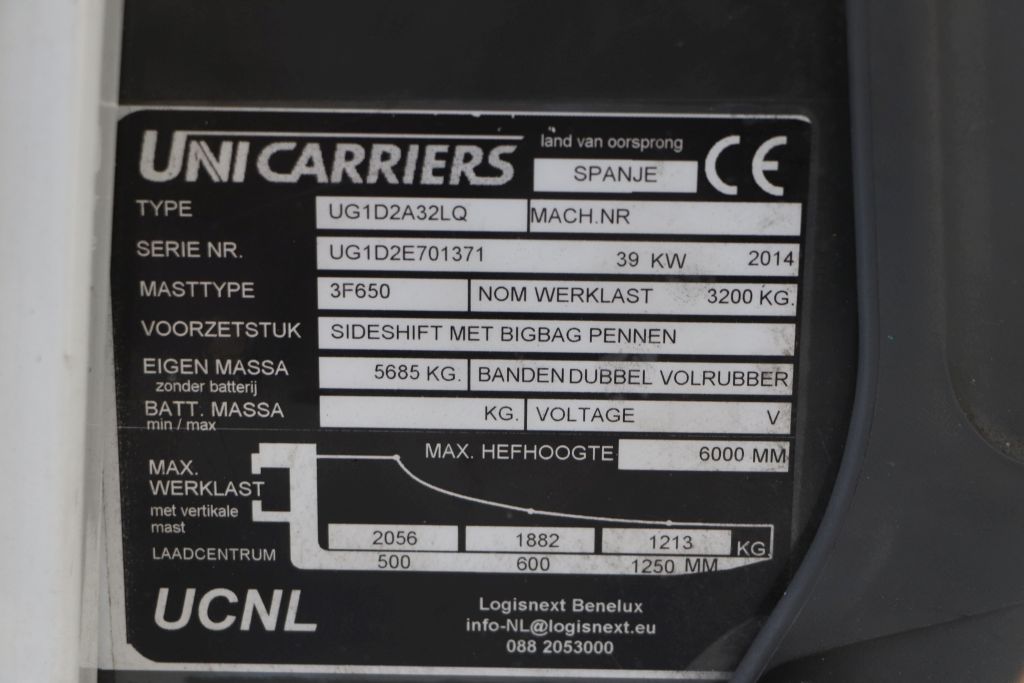 UNICARRIERS land van oorsprong CE
SPANJE
TYPE UG1D2A32LQ MACH.NR
SERIE NR. UG1D2E701371 39 KW 2014
MASTTYPE 3F650 NOM WERKLAST 3200 KG.
VOORZETSTUK SIDESHIFT MET BIGBAG PENNEN
EIGEN MASSA 5685 KG. BANDEN DUBBEL VOLRUBBER
zonder batterij
BATT. MASSA KG. VOLTAGE V
min / max
MAX. HEFHOOGTE 6000 MM
MAX.
WERKLAST
met vertikale
mast
2056 1882 1213 KG.
LAADCENTRUM 500 600 1250 MM
UCNL
Logisnext Benelux
info-NL@logisnext.eu
088 2053000